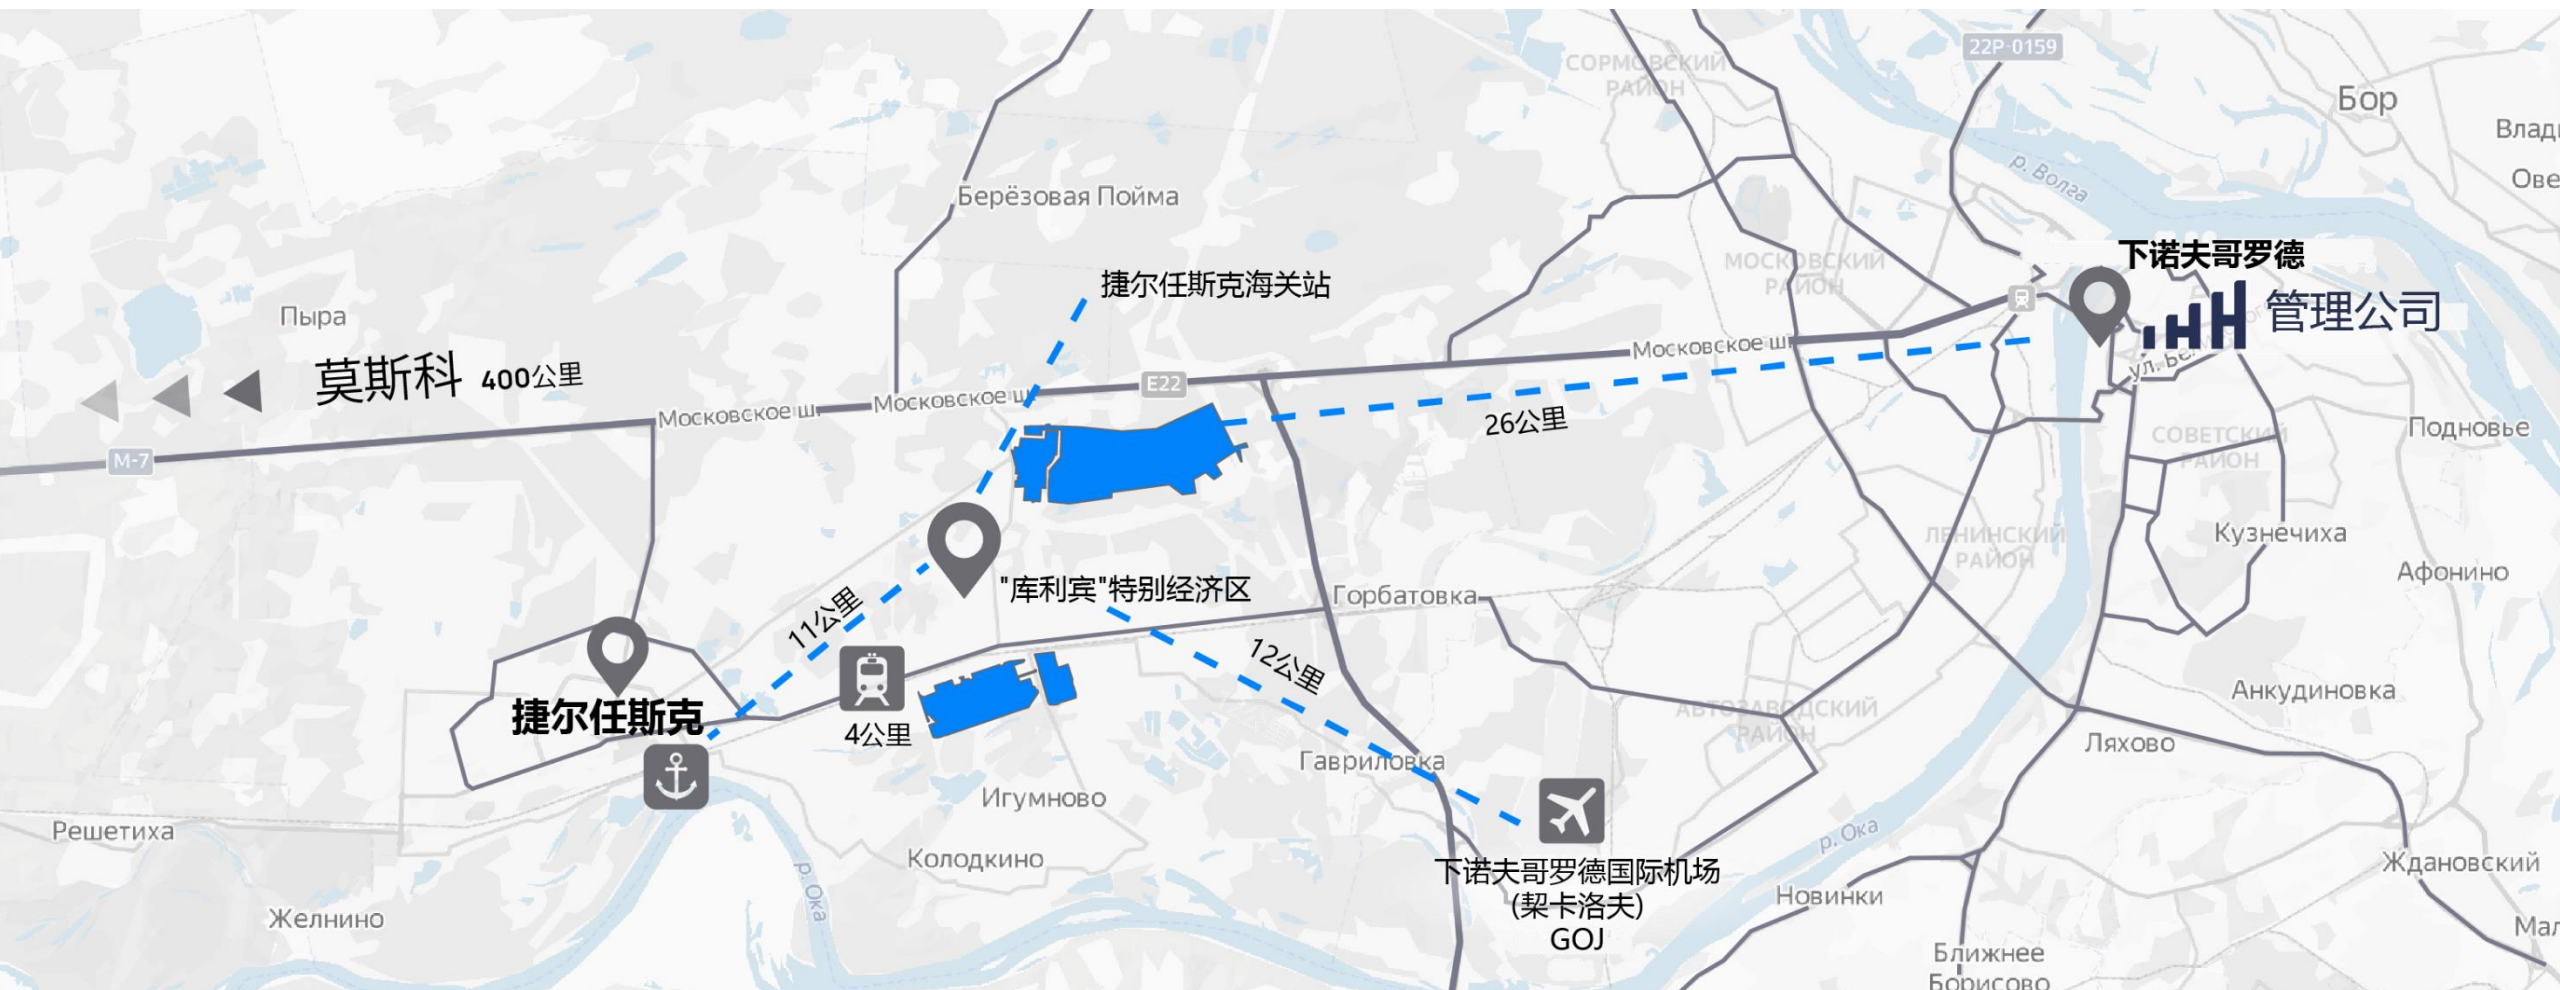 22Р-0159
СОРМОВСКИЙ
РАЙОН
Бор
Влад
Ове
р. Волга
Берёзовая Пойма
下诺夫哥罗德
管理公司
МОСКОВСКИЙ
РАЙОН
捷尔任斯克海关站
Пыра
莫斯科 400公里
Московское ш.
Московское ш.
E22
Московское ш.
ул. Бе
26公里
М-7
СОВЕТСКИЙ
РАЙОН
Подновье
Кузнечиха
ЛЕНИНСКИЙ
РАЙОН
Афонино
"库利宾"特别经济区
Горбатовка
11公里
12公里
捷尔任斯克
4公里
Анкудиновка
АВТОЗАВОДСКИЙ
РАЙОН
Ляхово
Гавриловка
Игумново
Решетиха
Колодкино
р. Ока
р. Ока
下诺夫哥罗德国际机场
(契卡洛夫)
GOJ
Ждановский
Новинки
Желнино
Мал
Ближнее
Борисово